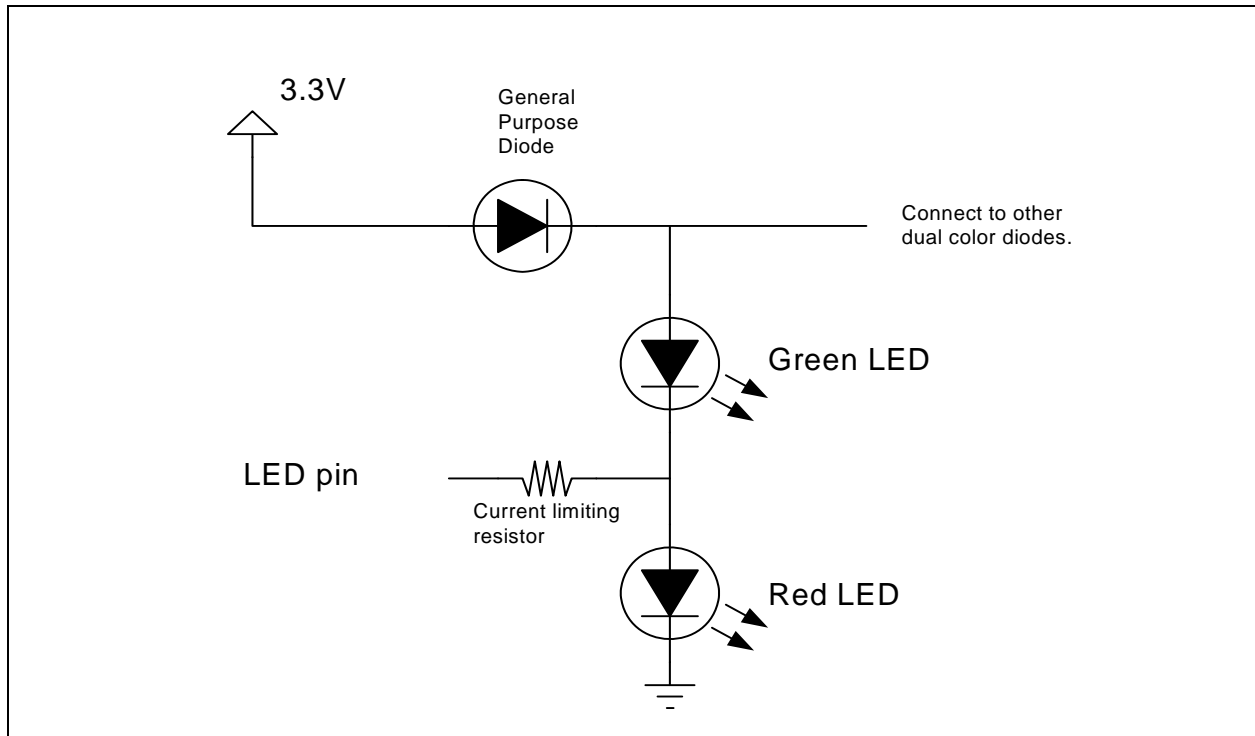 3.3V
General
Purpose
Diode
Connect to other
dual color diodes.
Green LED
LED pin
Current limiting
resistor
Red LED